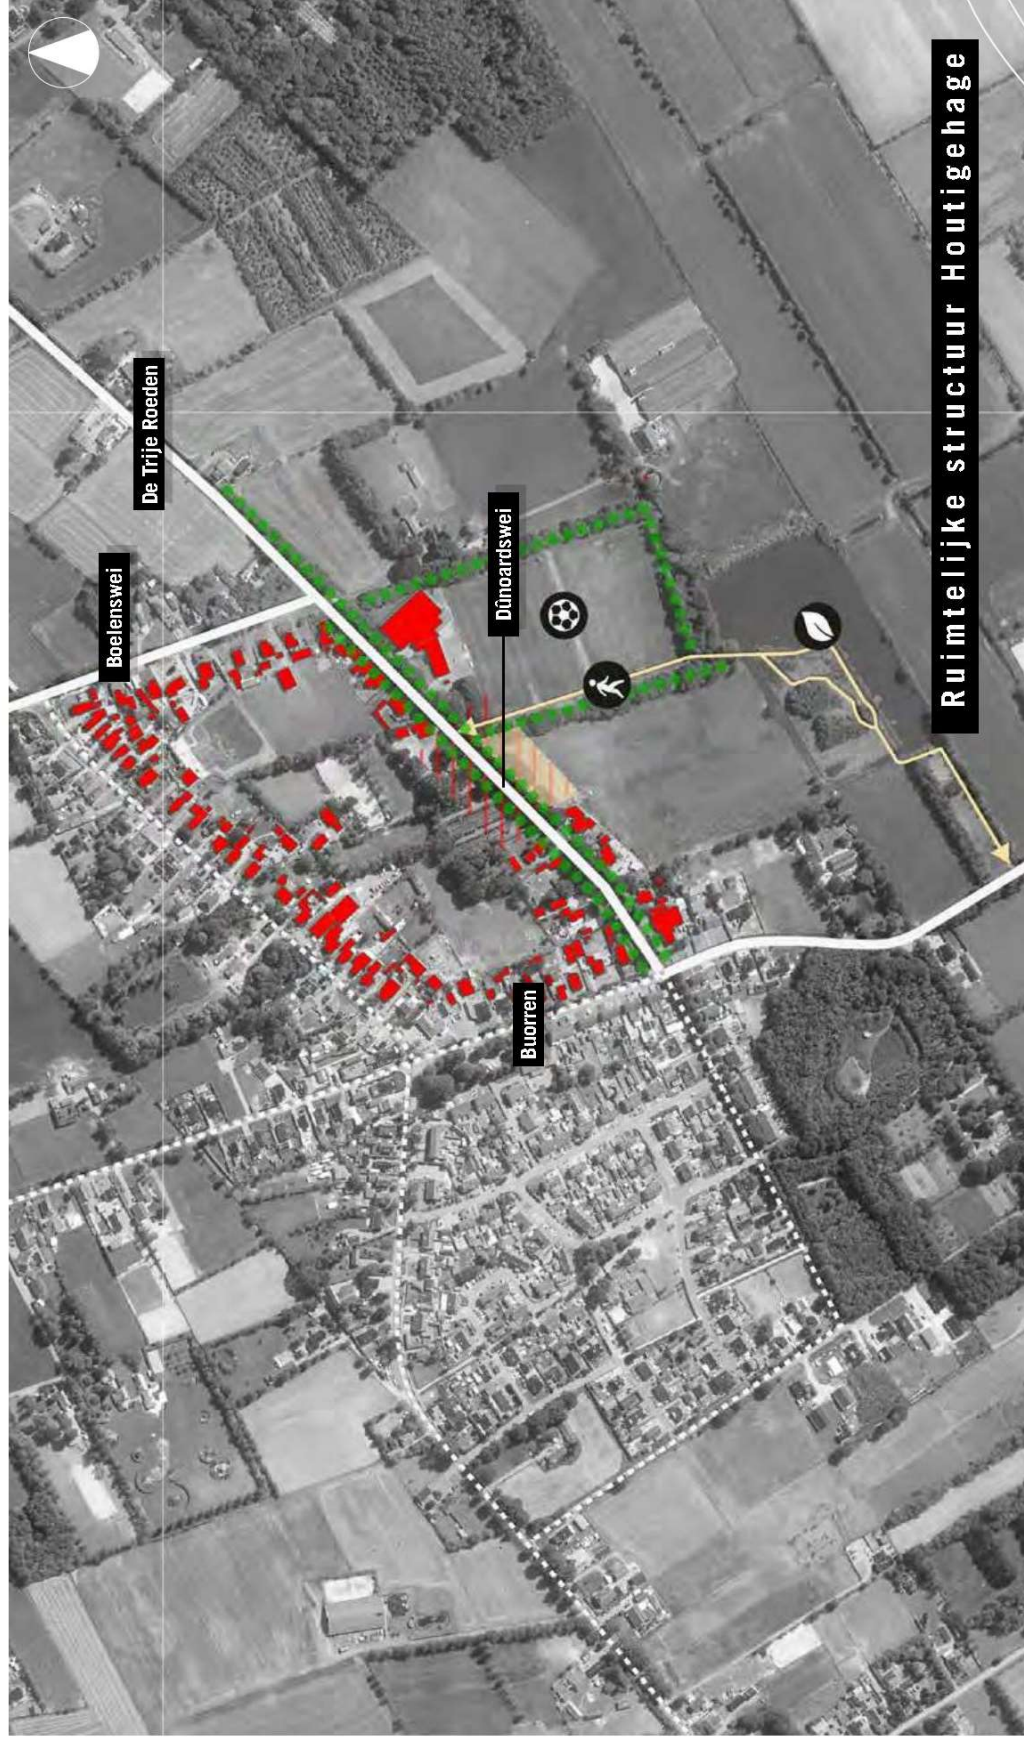 Boelenswei
De Trije Roeden
Buorren
Dûnoardswei
Ruimtelijke structuur Houtigehage